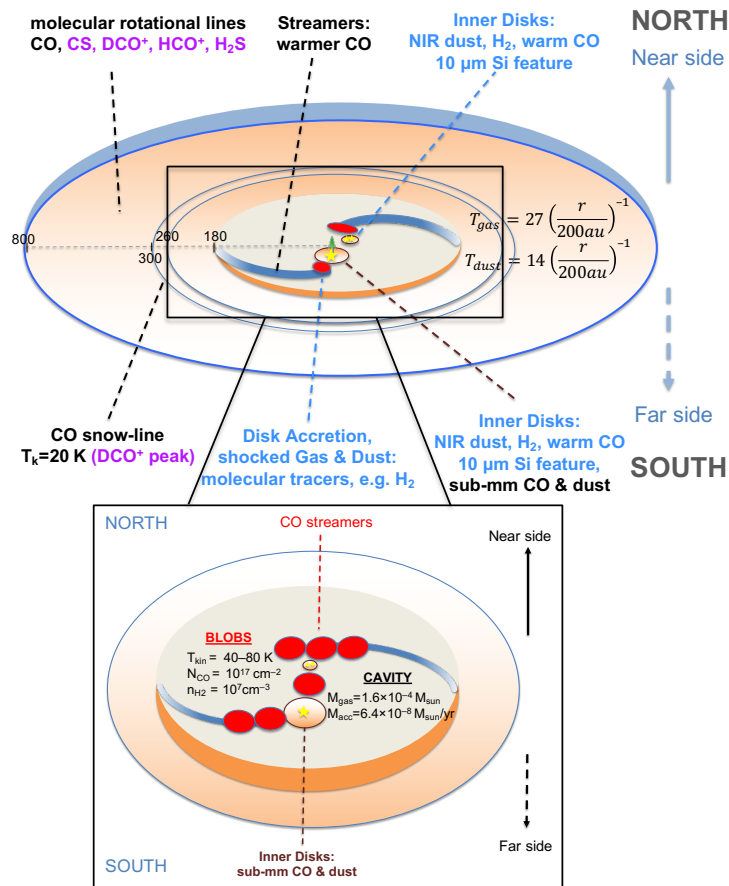 molecular rotational lines
CO, CS, DCO⁺, HCO⁺, H₂S
Streamers:
warmer CO
Inner Disks:
NIR dust, H₂, warm CO
10 µm Si feature
NORTH
Near side
800
300
260
180
T_gas = 27 (r/200au)⁻¹
T_dust = 14 (r/200au)⁻¹
Far side
SOUTH
CO snow-line
Tₖ=20 K (DCO⁺ peak)
Disk Accretion,
shocked Gas & Dust:
molecular tracers, e.g. H₂
Inner Disks:
NIR dust, H₂, warm CO
10 µm Si feature,
sub-mm CO & dust
NORTH
CO streamers
Near side
BLOBS
T_kin = 40–80 K
N_CO = 10¹⁷ cm⁻²
n_H2 = 10⁷cm⁻³
CAVITY
M_gas=1.6×10⁻⁴ M_sun
M_acc=6.4×10⁻⁸ M_sun/yr
Far side
SOUTH
Inner Disks:
sub-mm CO & dust